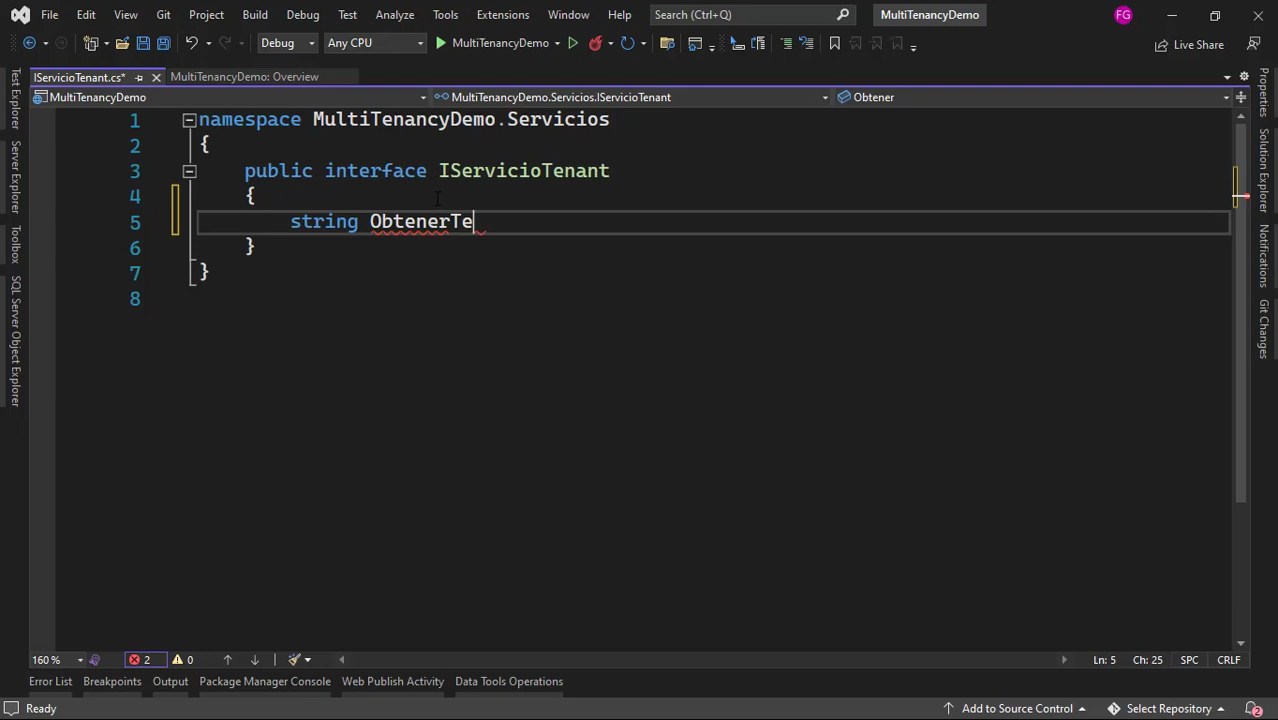 File Edit View Git Project Build Debug Test Analyze Tools Extensions Window Help Search (Ctrl+Q) MultiTenancyDemo FG
Debug Any CPU MultiTenancyDemo Live Share
IServicioTenant.cs* MultiTenancyDemo: Overview
MultiTenancyDemo MultiTenancyDemo.Servicios.IServicioTenant Obtener
1 namespace MultiTenancyDemo.Servicios
2 {
3 public interface IServicioTenant
4 {
5 string ObtenerTe
6 }
7 }
8
Test Explorer
Server Explorer
Toolbox
SQL Server Object Explorer
Properties
Solution Explorer
Notifications
Git Changes
160 % 2 0 Ln: 5 Ch: 25 SPC CRLF
Error List Breakpoints Output Package Manager Console Web Publish Activity Data Tools Operations
Ready Add to Source Control Select Repository 2